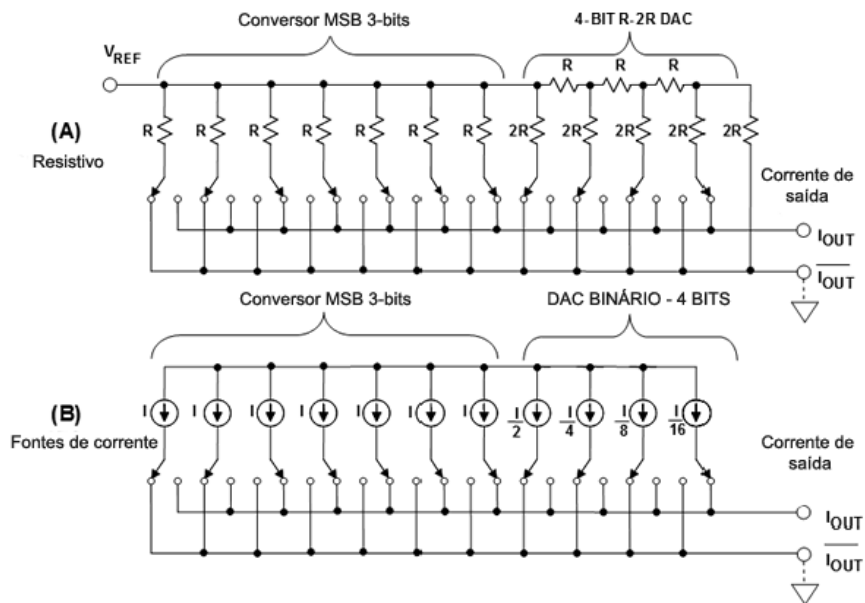 Conversor MSB 3-bits
4-BIT R-2R DAC
VREF
R R R
(A)
Resistivo
R R R R R R R 2R 2R 2R 2R 2R
Corrente de
saída
IOUT
IOUT
Conversor MSB 3-bits
DAC BINÁRIO - 4 BITS
(B)
Fontes de corrente
I I I I I I I I/2 I/4 I/8 I/16
Corrente de
saída
IOUT
IOUT